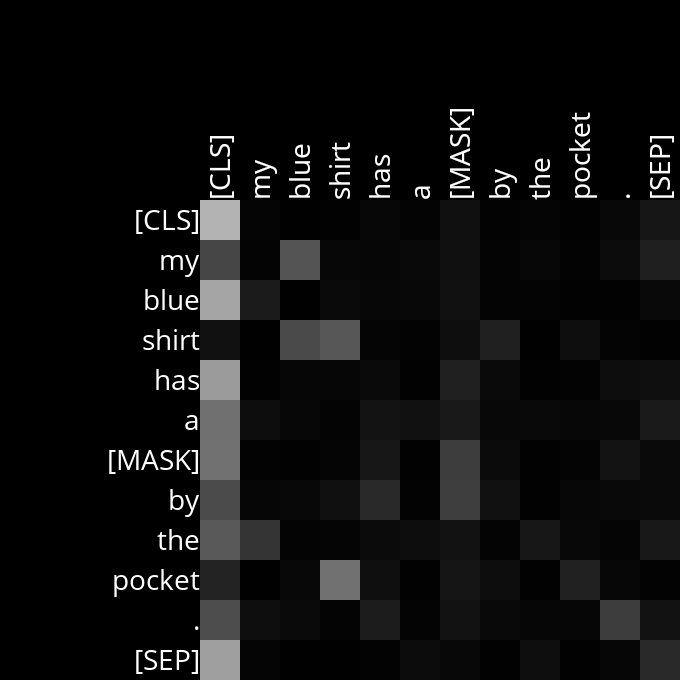 [CLS] my blue shirt has a [MASK] by the pocket . [SEP]
[CLS]
my
blue
shirt
has
a
[MASK]
by
the
pocket
.
[SEP]